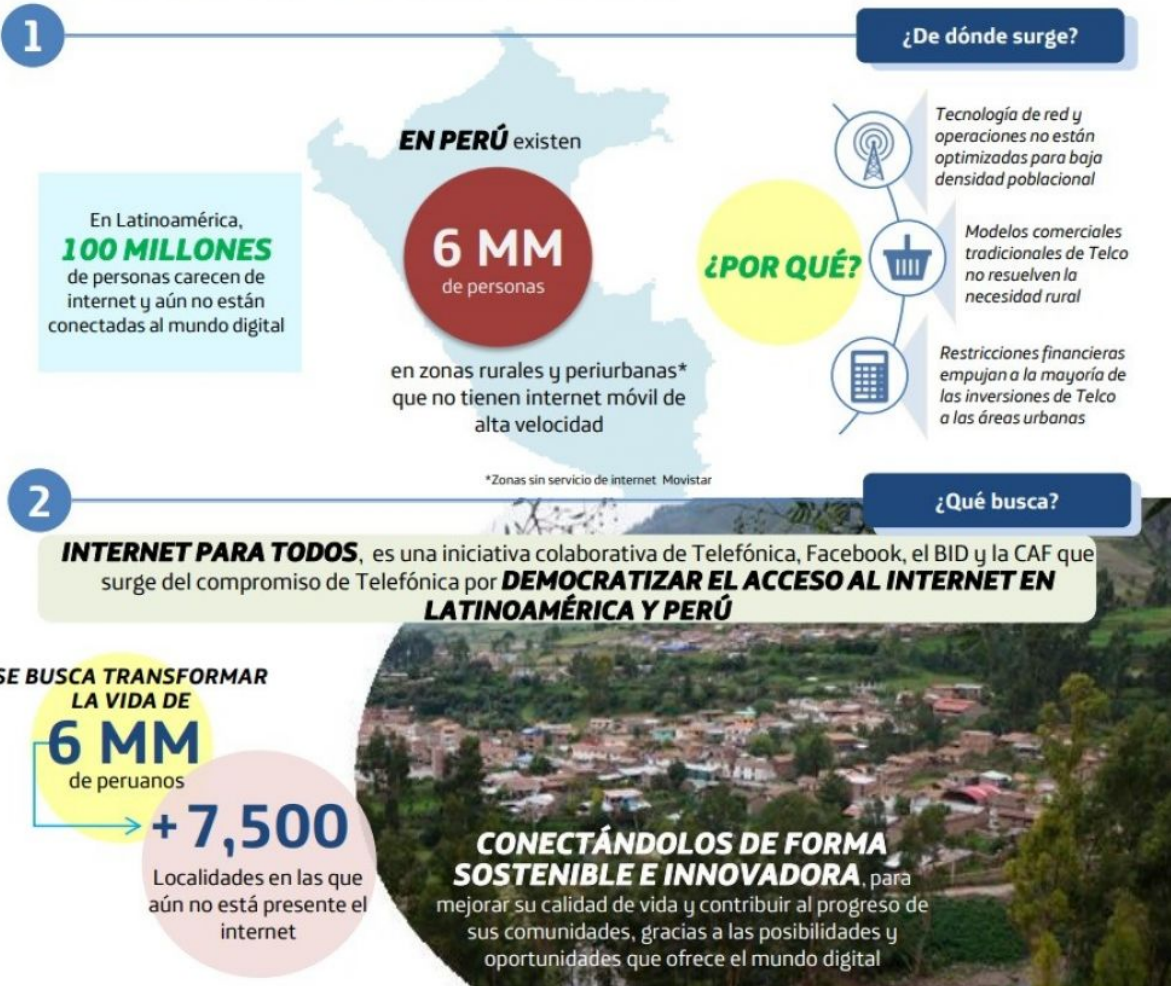 1
¿De dónde surge?
En Latinoamérica,
100 MILLONES
de personas carecen de
internet y aún no están
conectadas al mundo digital
EN PERÚ existen
6 MM
de personas
en zonas rurales y periurbanas*
que no tienen internet móvil de
alta velocidad
*Zonas sin servicio de internet Movistar
¿POR QUÉ?
Tecnología de red y
operaciones no están
optimizadas para baja
densidad poblacional
Modelos comerciales
tradicionales de Telco
no resuelven la
necesidad rural
Restricciones financieras
empujan a la mayoría de
las inversiones de Telco
a las áreas urbanas
2
¿Qué busca?
INTERNET PARA TODOS, es una iniciativa colaborativa de Telefónica, Facebook, el BID y la CAF que
surge del compromiso de Telefónica por DEMOCRATIZAR EL ACCESO AL INTERNET EN
LATINOAMÉRICA Y PERÚ
SE BUSCA TRANSFORMAR
LA VIDA DE
6 MM
de peruanos
+ 7,500
Localidades en las que
aún no está presente el
internet
CONECTÁNDOLOS DE FORMA
SOSTENIBLE E INNOVADORA, para
mejorar su calidad de vida y contribuir al progreso de
sus comunidades, gracias a las posibilidades y
oportunidades que ofrece el mundo digital